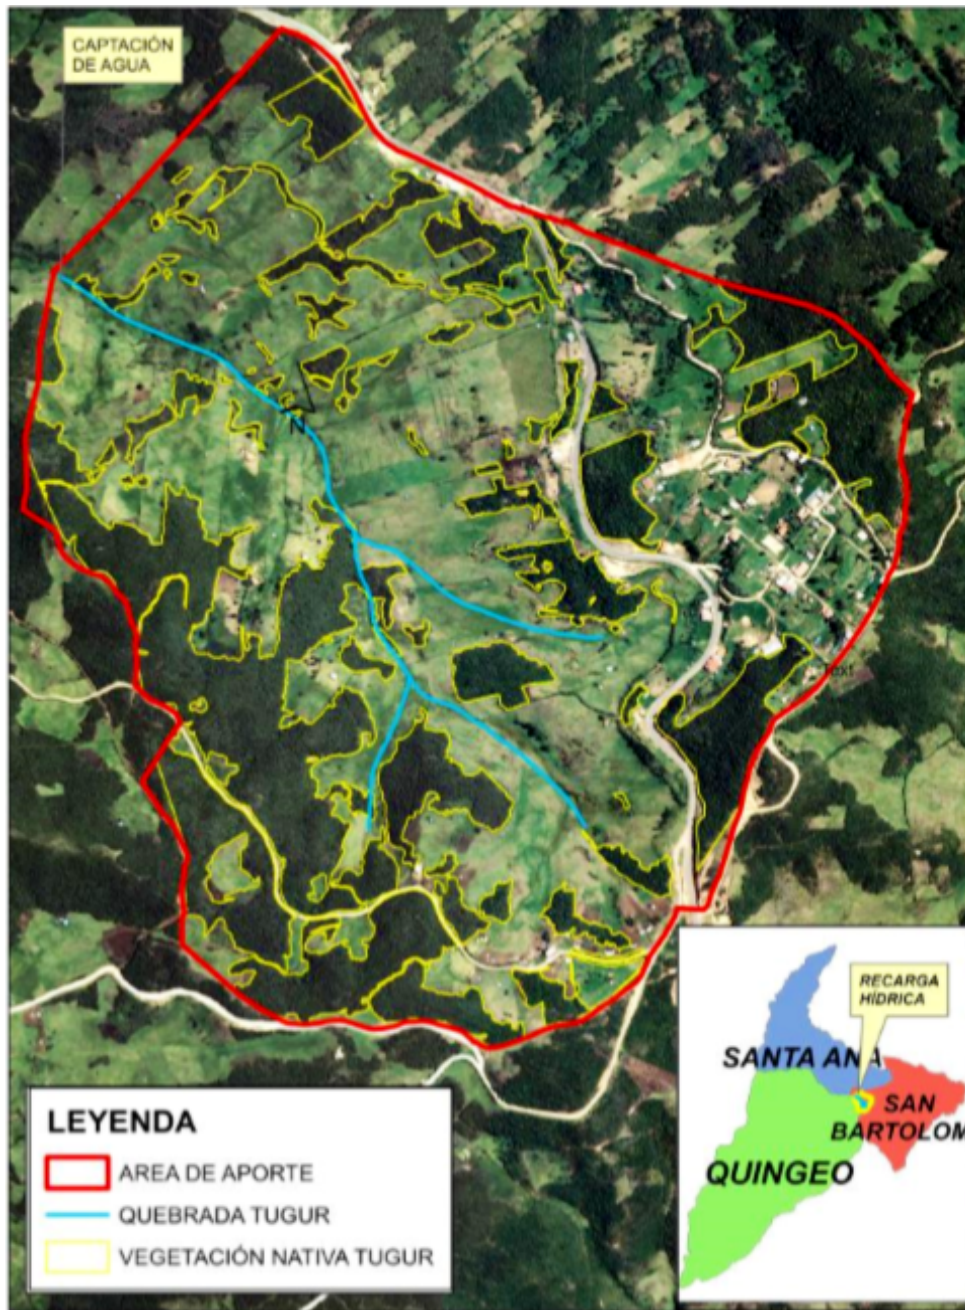 CAPTACIÓN
DE AGUA
N
RECARGA
HÍDRICA
SANTA ANA
SAN
BARTOLOM
QUINGEO
LEYENDA
AREA DE APORTE
QUEBRADA TUGUR
VEGETACIÓN NATIVA TUGUR